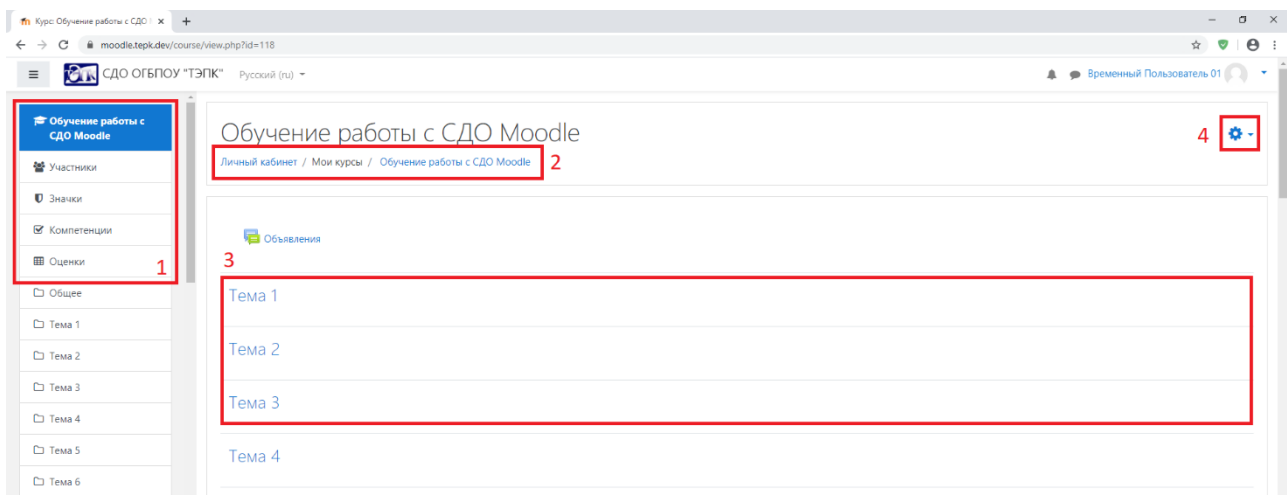 Курс: Обучение работы с СДО
moodle.tepk.dev/course/view.php?id=118
СДО ОГБПОУ "ТЭПК" Русский (ru)
Временный Пользователь 01
Обучение работы с
СДО Moodle
Участники
Значки
Компетенции
Оценки
1
Общее
Тема 1
Тема 2
Тема 3
Тема 4
Тема 5
Тема 6
Обучение работы с СДО Moodle
4
Личный кабинет / Мои курсы / Обучение работы с СДО Moodle
2
Объявления
3
Тема 1
Тема 2
Тема 3
Тема 4